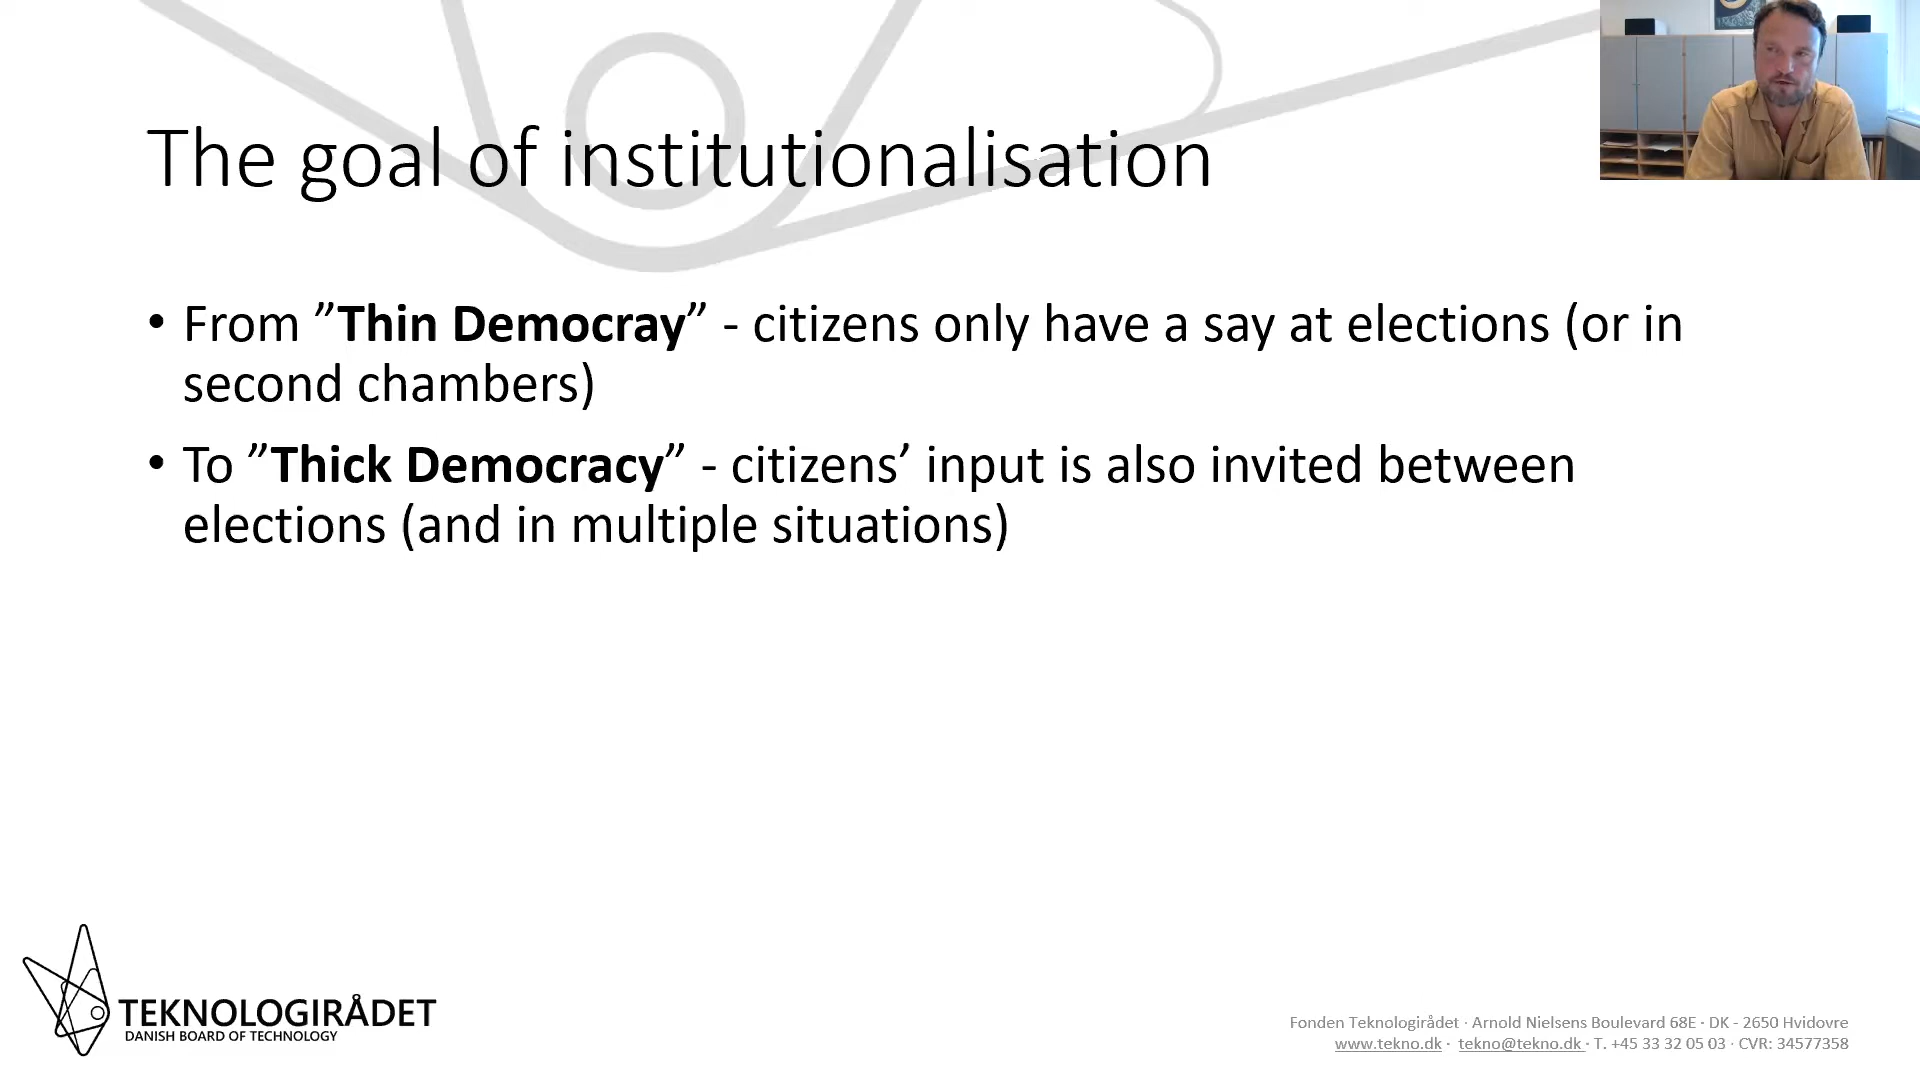 The goal of institutionalisation
• From ”Thin Democray” - citizens only have a say at elections (or in
second chambers)
• To ”Thick Democracy” - citizens’ input is also invited between
elections (and in multiple situations)
TEKNOLOGIRÅDET
DANISH BOARD OF TECHNOLOGY
Fonden Teknologirådet · Arnold Nielsens Boulevard 68E · DK - 2650 Hvidovre
www.tekno.dk · tekno@tekno.dk · T. +45 33 32 05 03 · CVR: 34577358